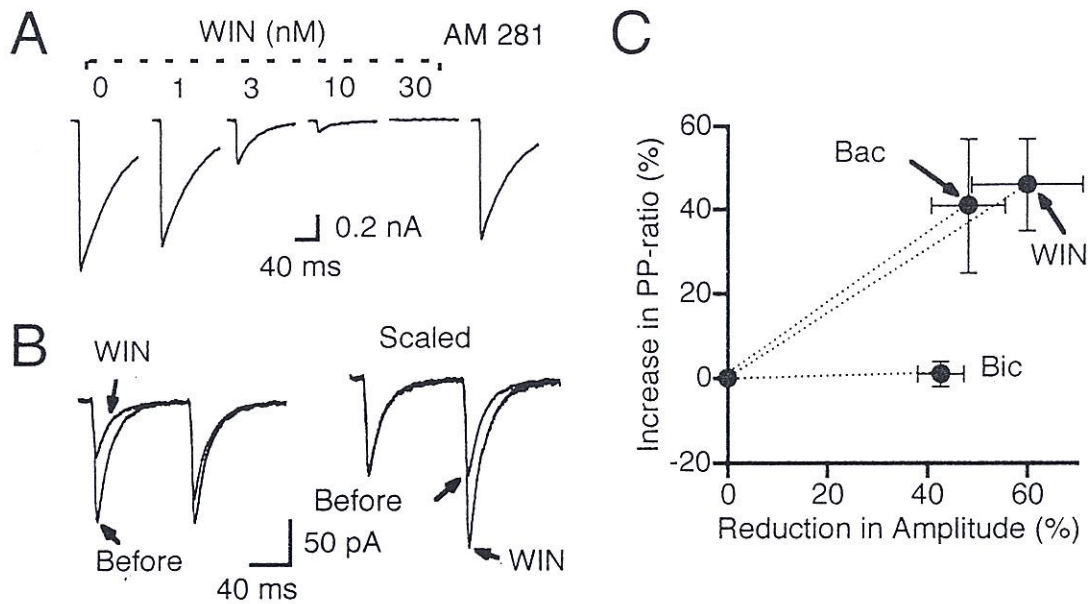 A
WIN (nM)
AM 281
0 1 3 10 30
0.2 nA
40 ms
B
WIN
Before
50 pA
40 ms
Scaled
Before
WIN
C
Increase in PP-ratio (%)
60
40
20
0
-20
Bac
WIN
Bic
0 20 40 60
Reduction in Amplitude (%)